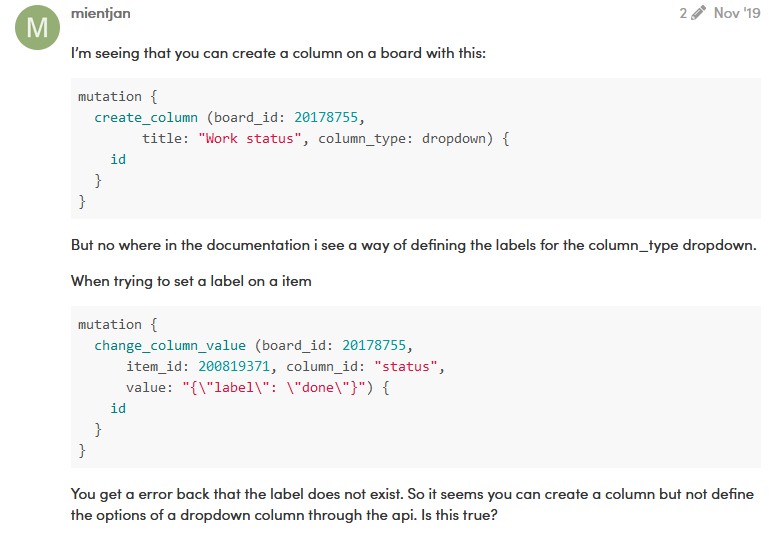 M
mientjan
2 Nov '19
I'm seeing that you can create a column on a board with this:
mutation {
  create_column (board_id: 20178755,
        title: "Work status", column_type: dropdown) {
    id
  }
}
But no where in the documentation i see a way of defining the labels for the column_type dropdown.
When trying to set a label on a item
mutation {
  change_column_value (board_id: 20178755,
      item_id: 200819371, column_id: "status",
      value: "{\"label\": \"done\"}") {
    id
  }
}
You get a error back that the label does not exist. So it seems you can create a column but not define
the options of a dropdown column through the api. Is this true?